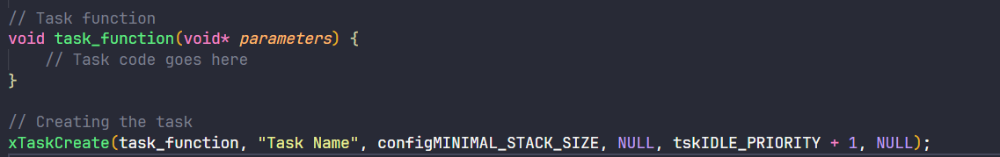 // Task function
void task_function(void* parameters) {
    // Task code goes here
}
// Creating the task
xTaskCreate(task_function, "Task Name", configMINIMAL_STACK_SIZE, NULL, tskIDLE_PRIORITY + 1, NULL);